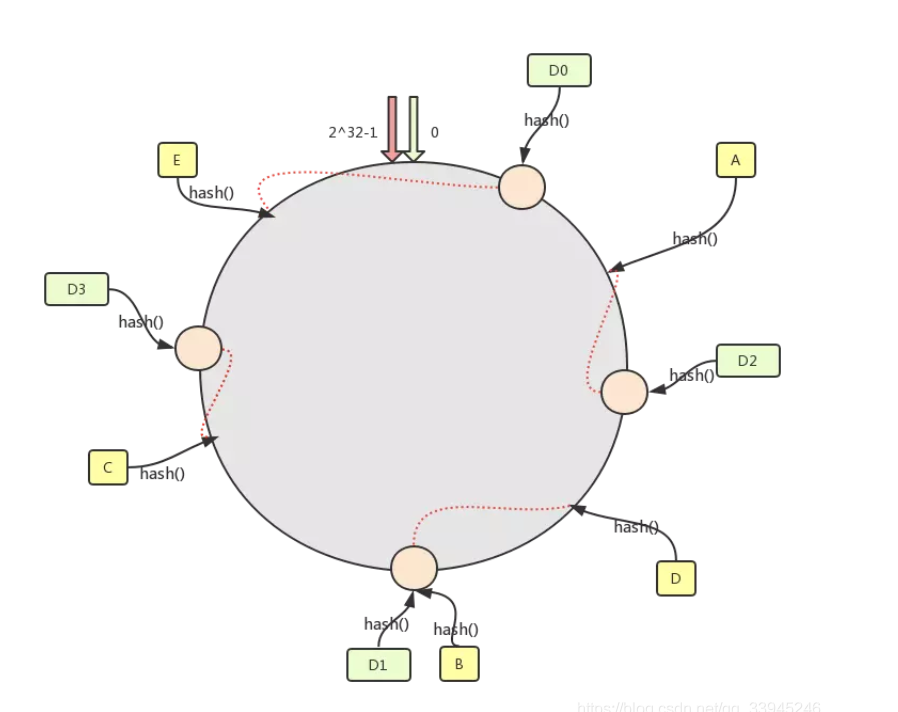 D0
hash()
2^32-1
0
E
A
hash()
hash()
D3
hash()
D2
hash()
C
hash()
hash()
D
hash()
hash()
D1
B
https://blog.csdn.net/qq_33945246